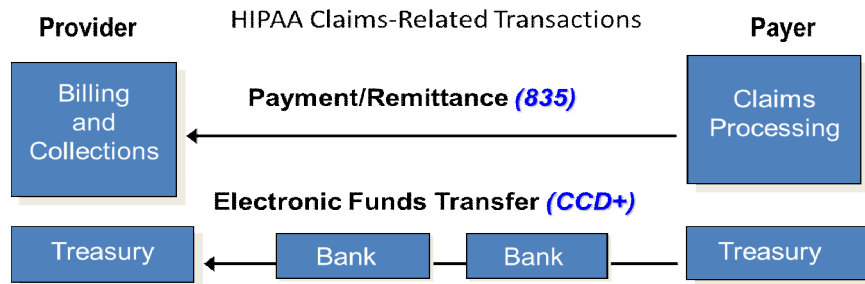 HIPAA Claims-Related Transactions
Provider
Payer
Billing
and
Collections
Payment/Remittance (835)
Claims
Processing
Electronic Funds Transfer (CCD+)
Treasury
Bank
Bank
Treasury